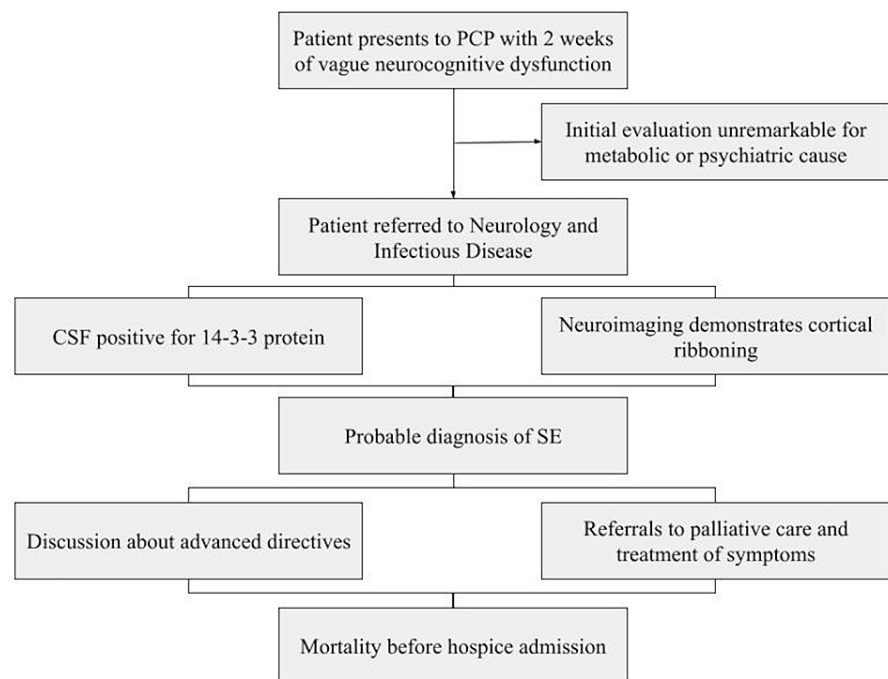 Patient presents to PCP with 2 weeks
of vague neurocognitive dysfunction
Initial evaluation unremarkable for
metabolic or psychiatric cause
Patient referred to Neurology and
Infectious Disease
CSF positive for 14-3-3 protein
Neuroimaging demonstrates cortical
ribboning
Probable diagnosis of SE
Discussion about advanced directives
Referrals to palliative care and
treatment of symptoms
Mortality before hospice admission